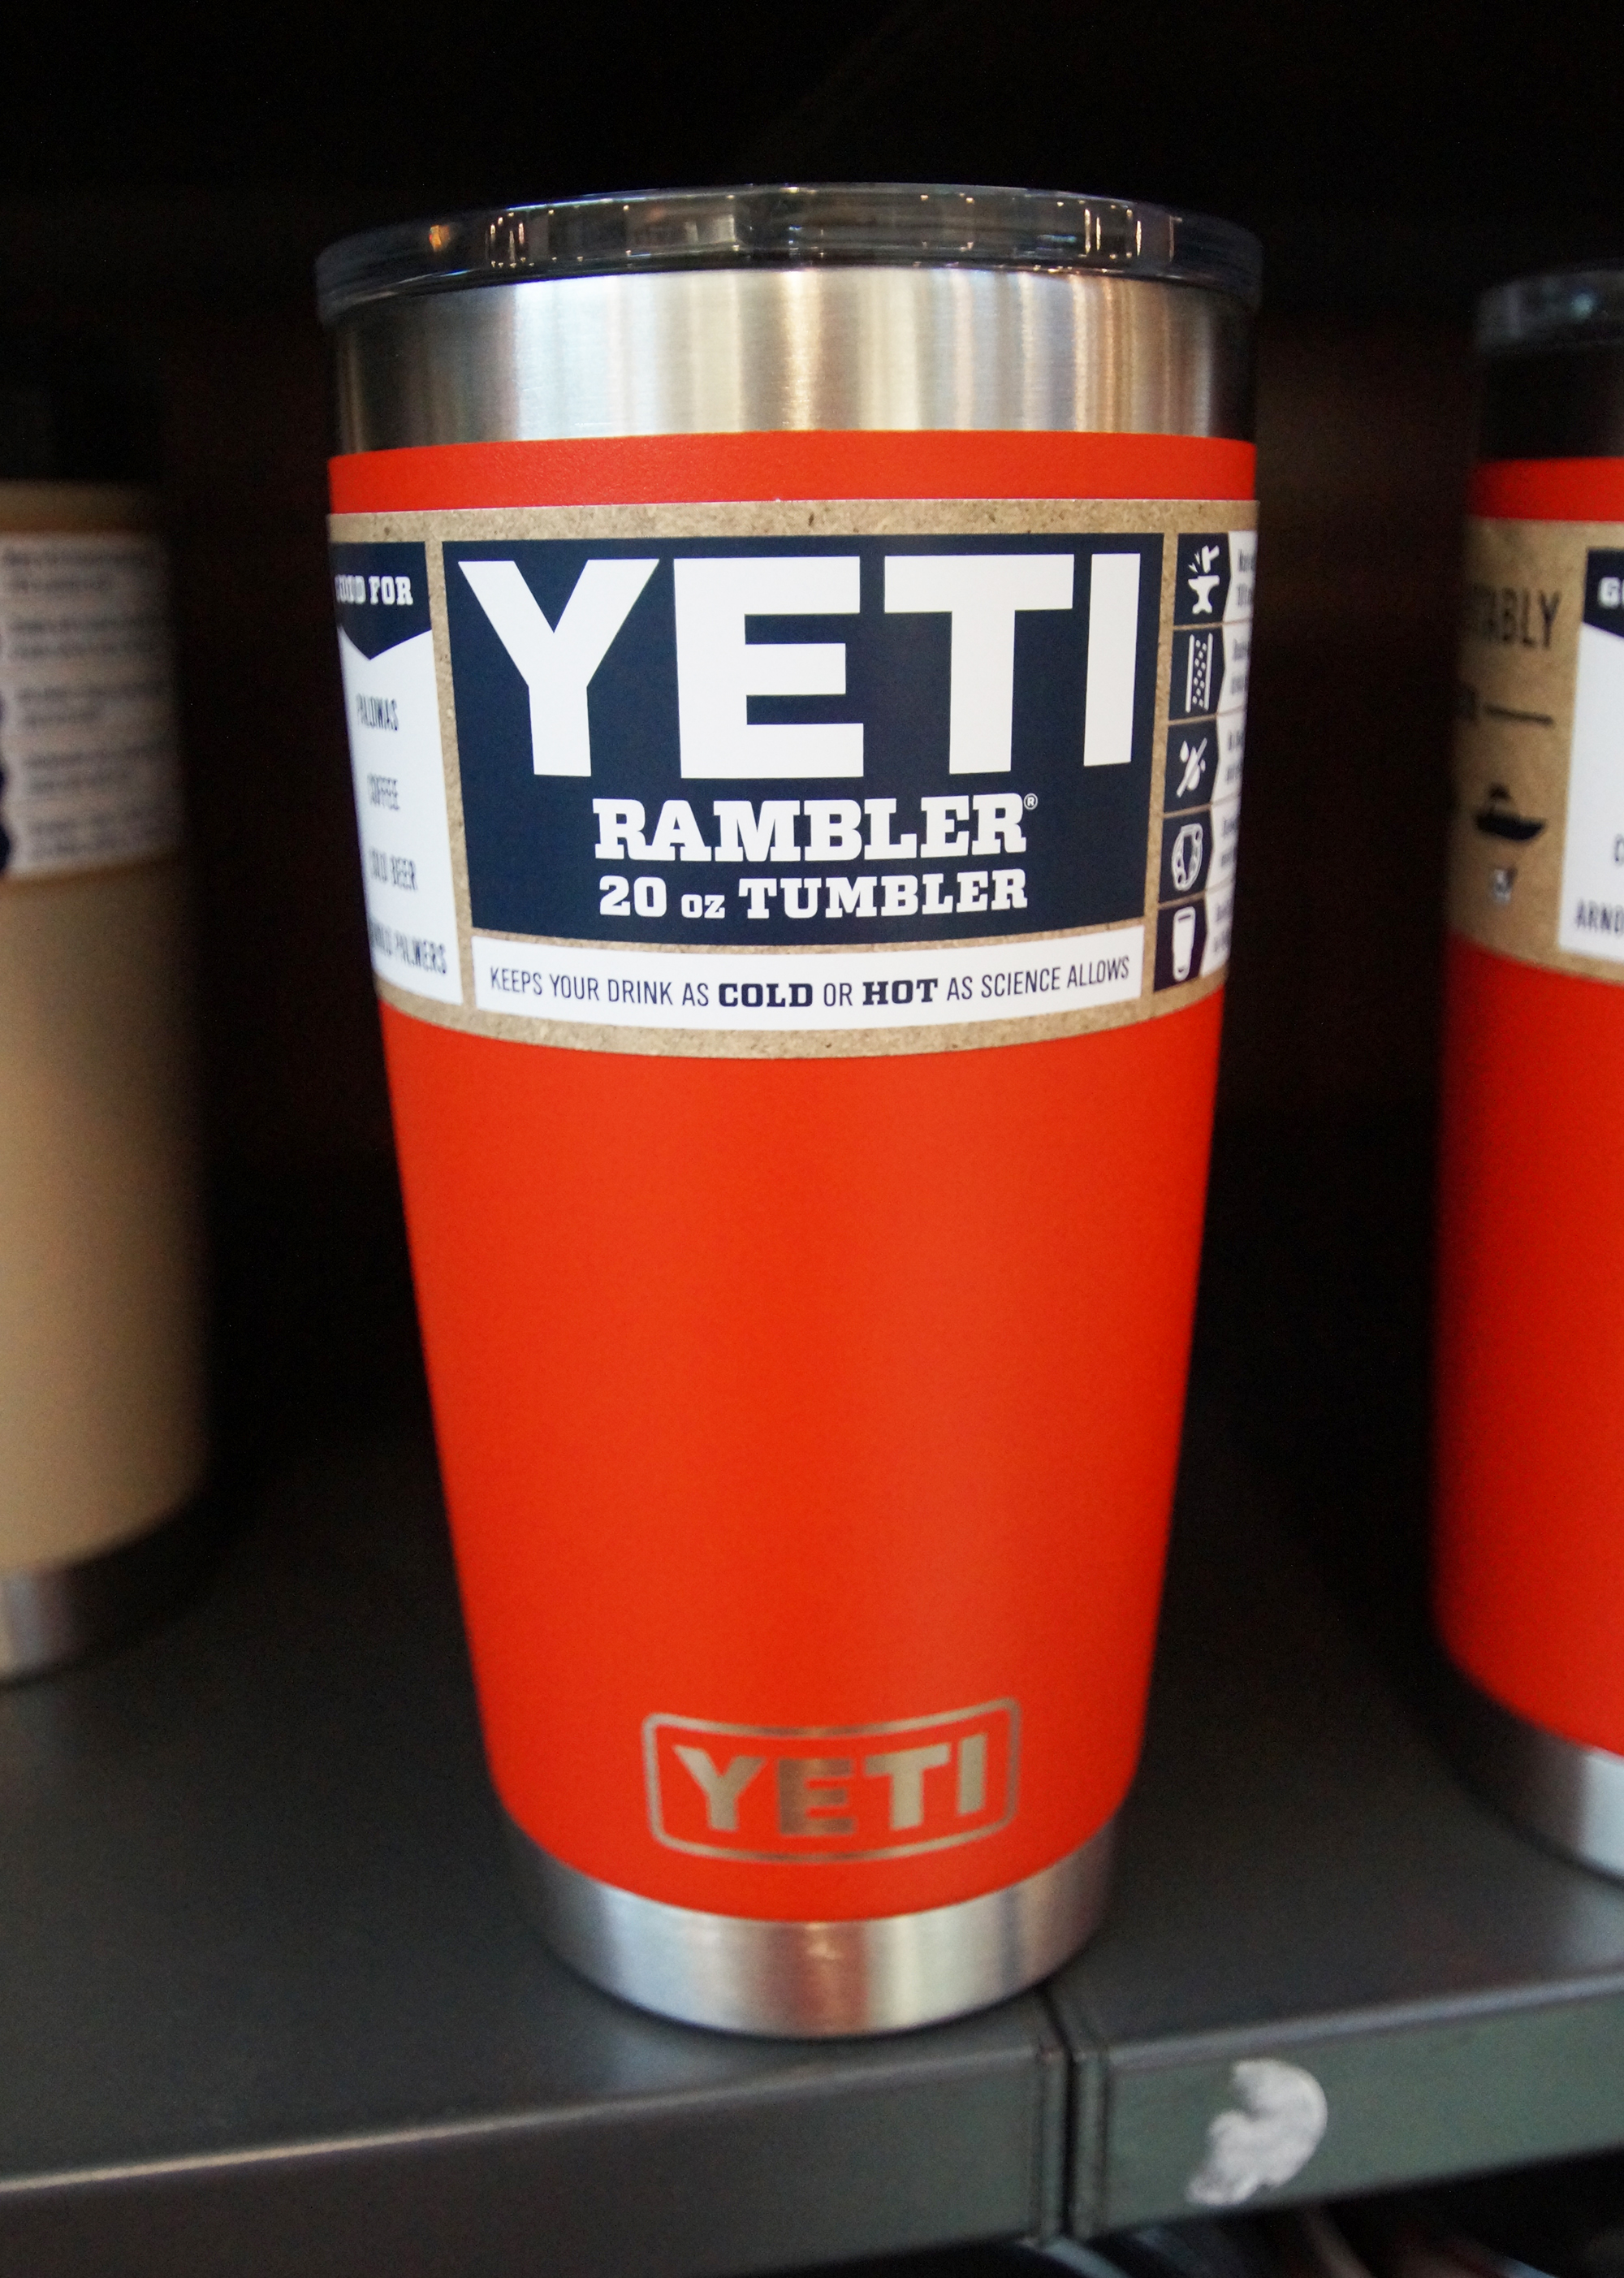 GOOD FOR
PALOMAS
COFFEE
COLD BEER
PALMERS
YETI
RAMBLER®
20 oz TUMBLER
KEEPS YOUR DRINK AS COLD OR HOT AS SCIENCE ALLOWS
YETI